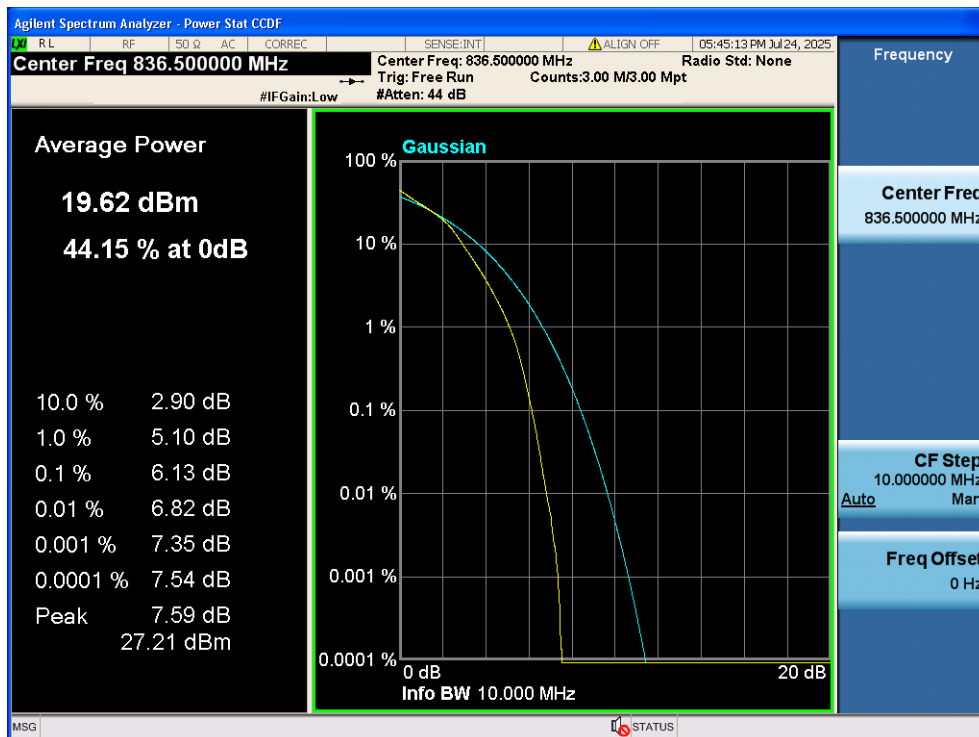 Agilent Spectrum Analyzer - Power Stat CCDF
LXI RL RF 50 Ω AC CORREC SENSE:INT ALIGN OFF 05:45:13 PM Jul 24, 2025
Center Freq 836.500000 MHz
Center Freq: 836.500000 MHz Radio Std: None
Trig: Free Run Counts:3.00 M/3.00 Mpt
#IFGain:Low #Atten: 44 dB
Average Power
19.62 dBm
44.15 % at 0dB
10.0 % 2.90 dB
1.0 % 5.10 dB
0.1 % 6.13 dB
0.01 % 6.82 dB
0.001 % 7.35 dB
0.0001 % 7.54 dB
Peak 7.59 dB
27.21 dBm
Gaussian
100 %
10 %
1 %
0.1 %
0.01 %
0.001 %
0.0001 %
0 dB 20 dB
Info BW 10.000 MHz
Frequency
Center Freq
836.500000 MHz
CF Step
10.000000 MHz
Auto Man
Freq Offset
0 Hz
MSG STATUS